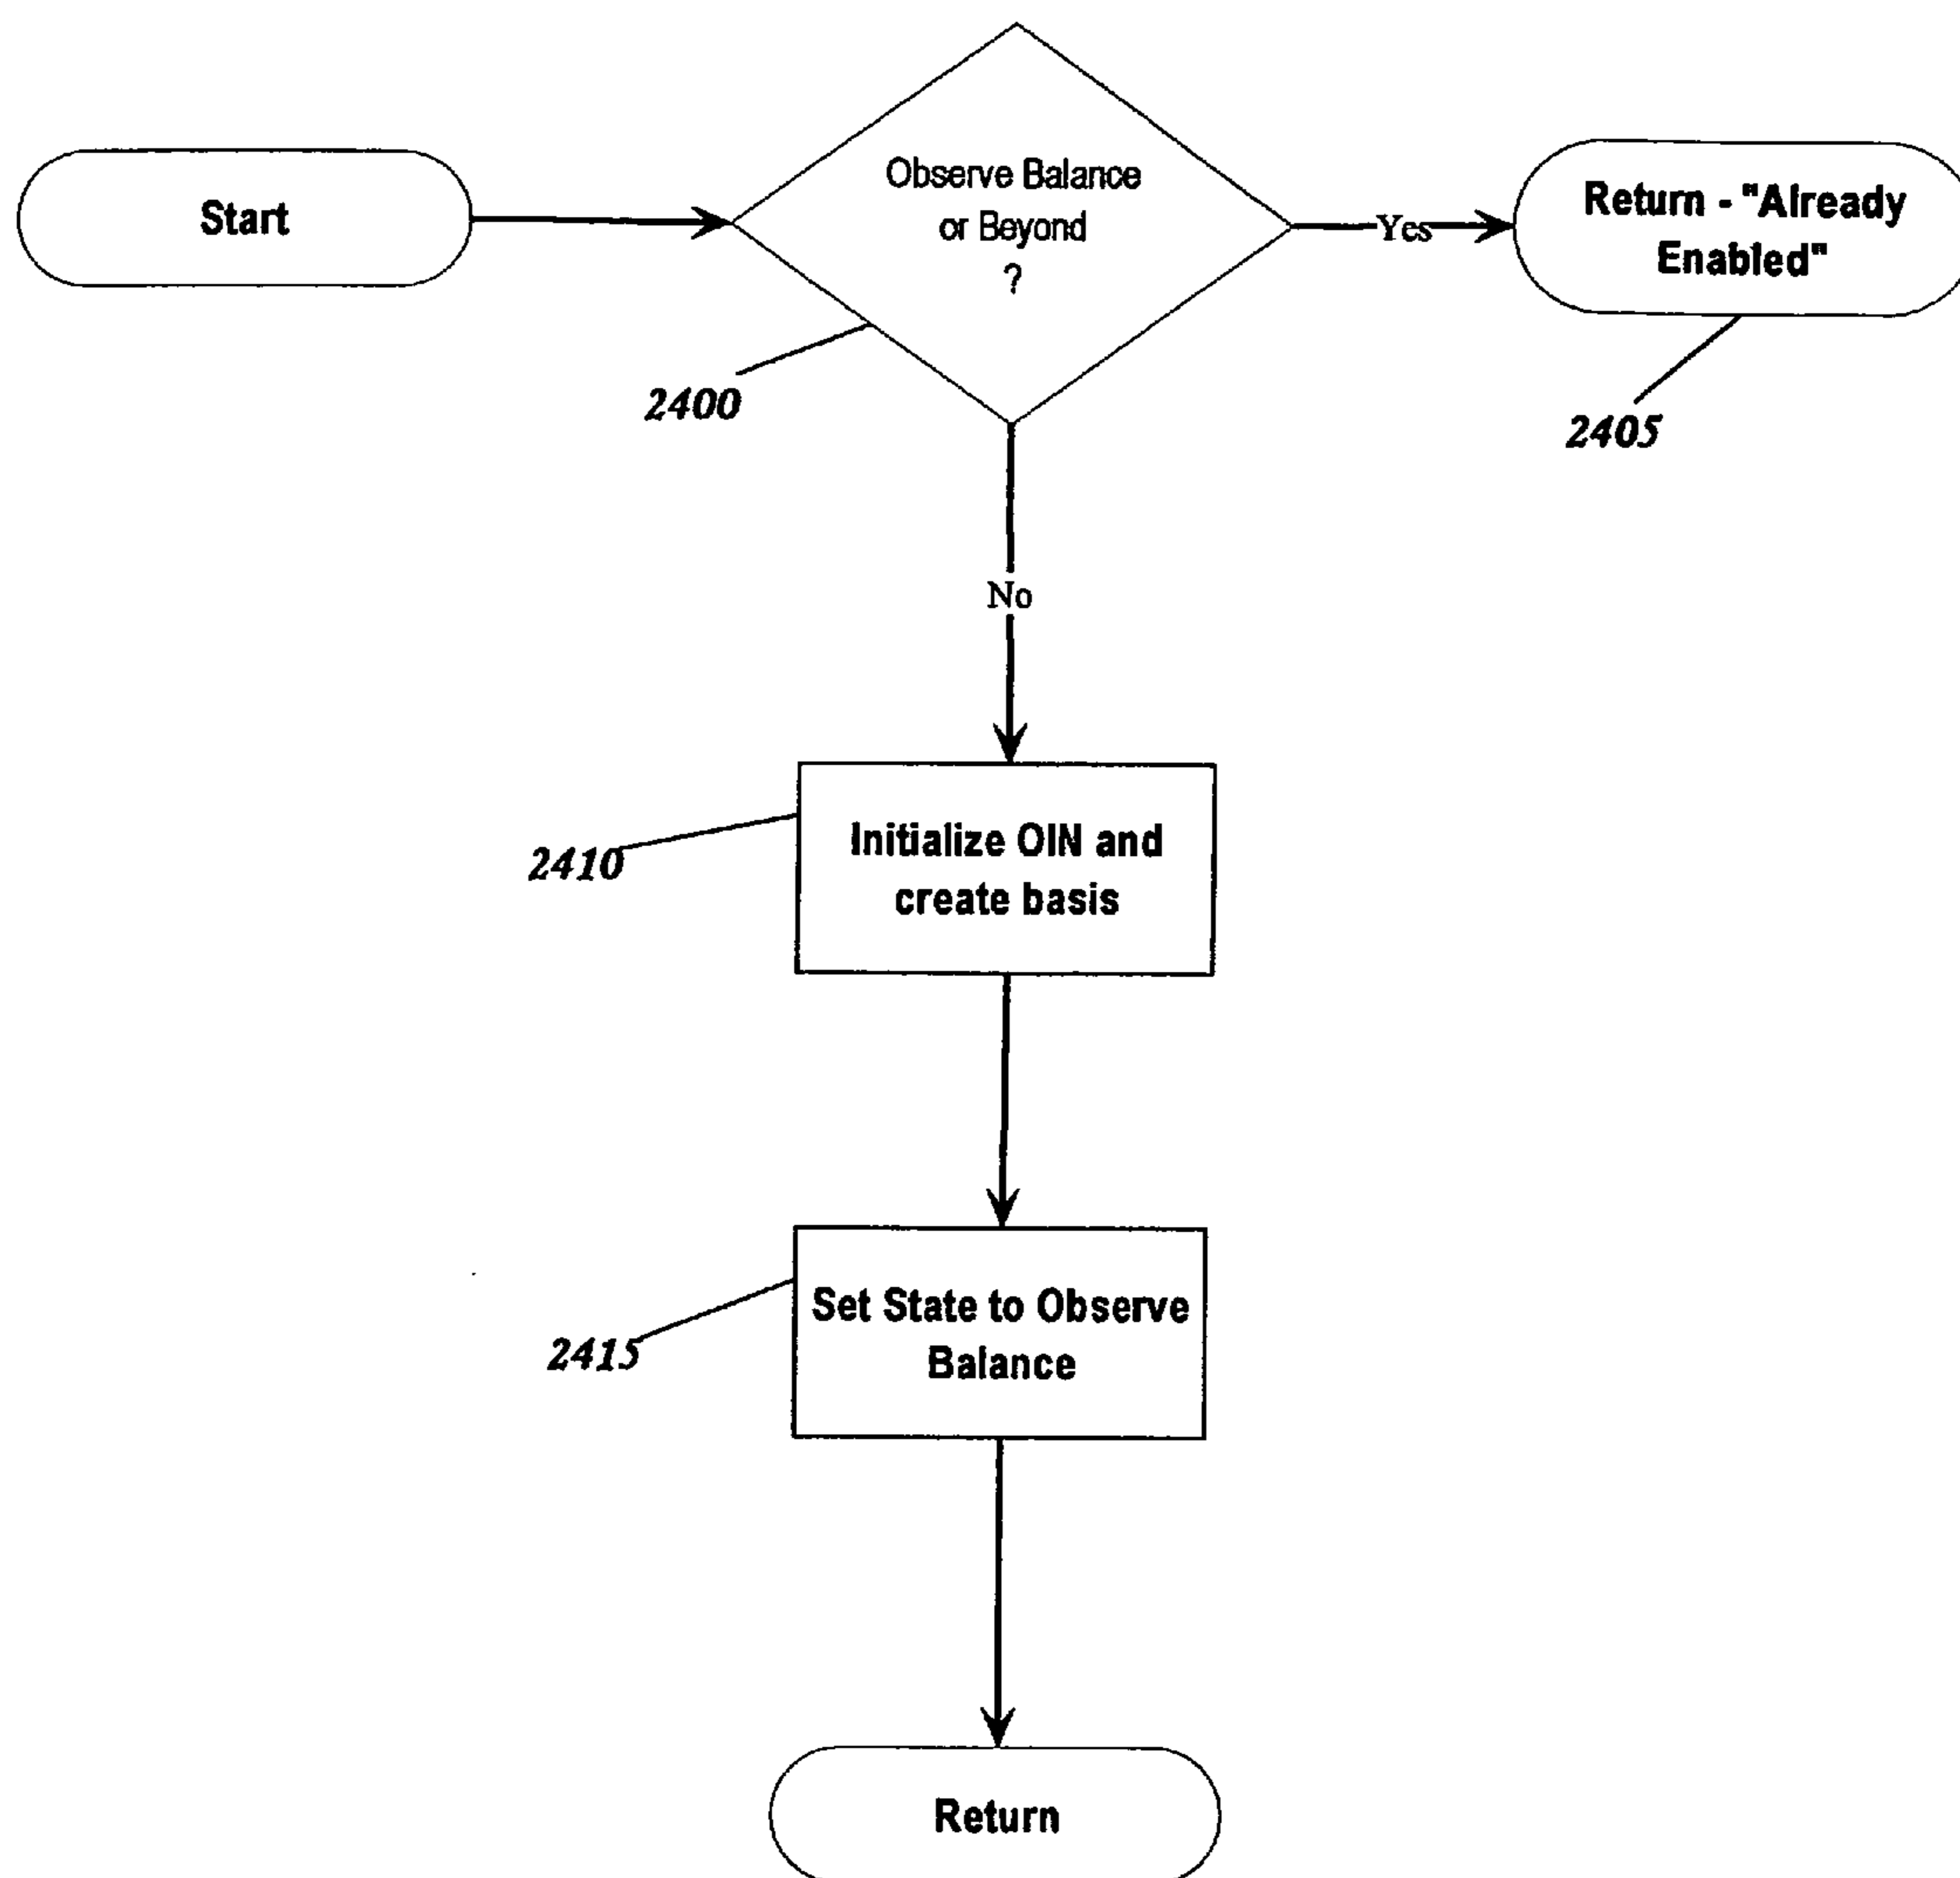 Start
Observe Balance
or Beyond
?
Yes
Return - "Already
Enabled"
2400
2405
No
Initialize OIN and
create basis
2410
Set State to Observe
Balance
2415
Return